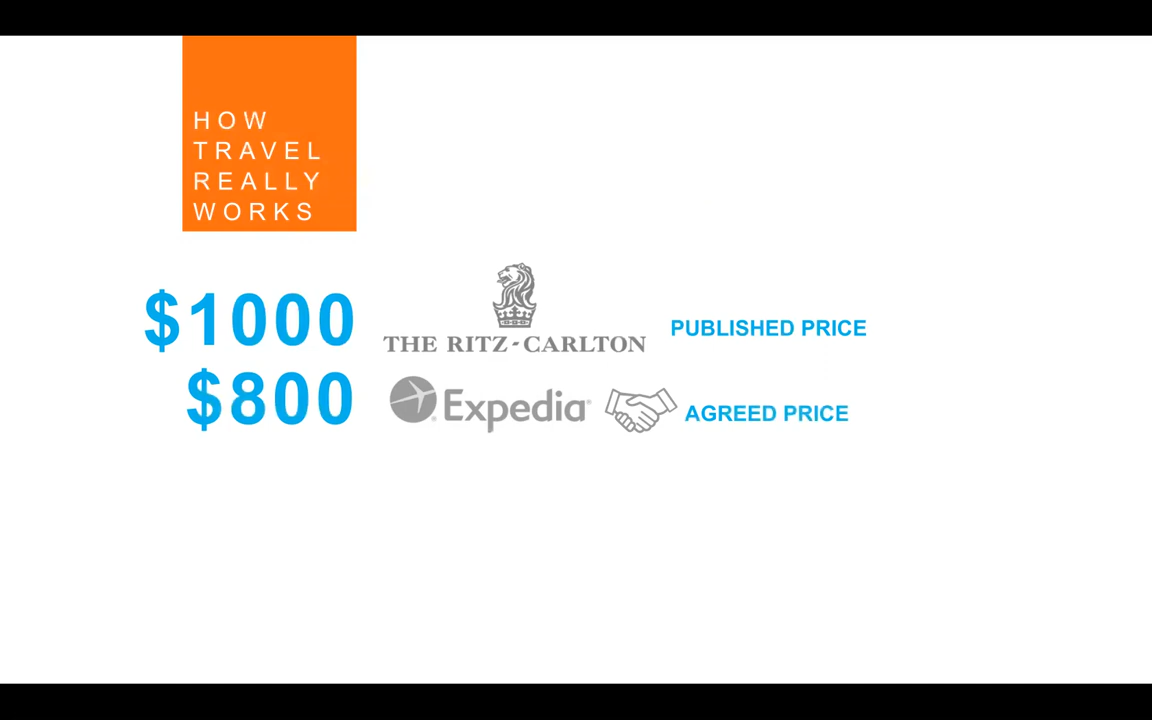 HOW
TRAVEL
REALLY
WORKS
$1000 THE RITZ-CARLTON PUBLISHED PRICE
$800 Expedia® AGREED PRICE